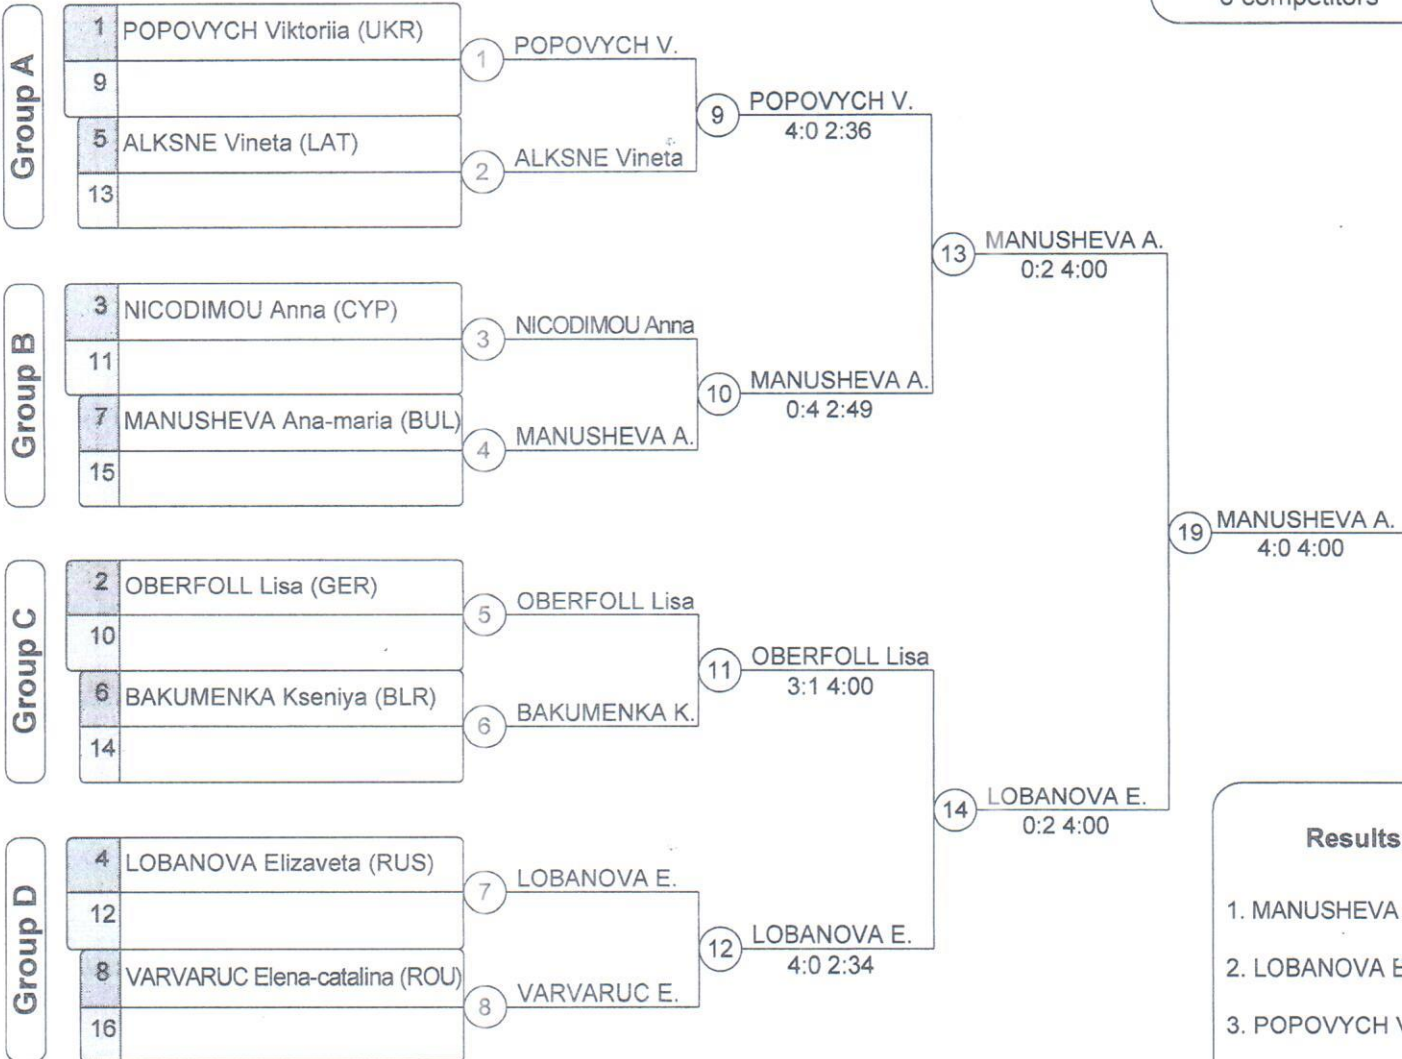 competitors
Group A
1 POPOVYCH Viktoriia (UKR)
9
5 ALKSNE Vineta (LAT)
13
1 POPOVYCH V.
2 ALKSNE Vineta
9 POPOVYCH V.
4:0 2:36
Group B
3 NICODIMOU Anna (CYP)
11
7 MANUSHEVA Ana-maria (BUL)
15
3 NICODIMOU Anna
4 MANUSHEVA A.
10 MANUSHEVA A.
0:4 2:49
13 MANUSHEVA A.
0:2 4:00
Group C
2 OBERFOLL Lisa (GER)
10
6 BAKUMENKA Kseniya (BLR)
14
5 OBERFOLL Lisa
6 BAKUMENKA K.
11 OBERFOLL Lisa
3:1 4:00
Group D
4 LOBANOVA Elizaveta (RUS)
12
8 VARVARUC Elena-catalina (ROU)
16
7 LOBANOVA E.
8 VARVARUC E.
12 LOBANOVA E.
4:0 2:34
14 LOBANOVA E.
0:2 4:00
19 MANUSHEVA A.
4:0 4:00
Results
1. MANUSHEVA
2. LOBANOVA E
3. POPOVYCH